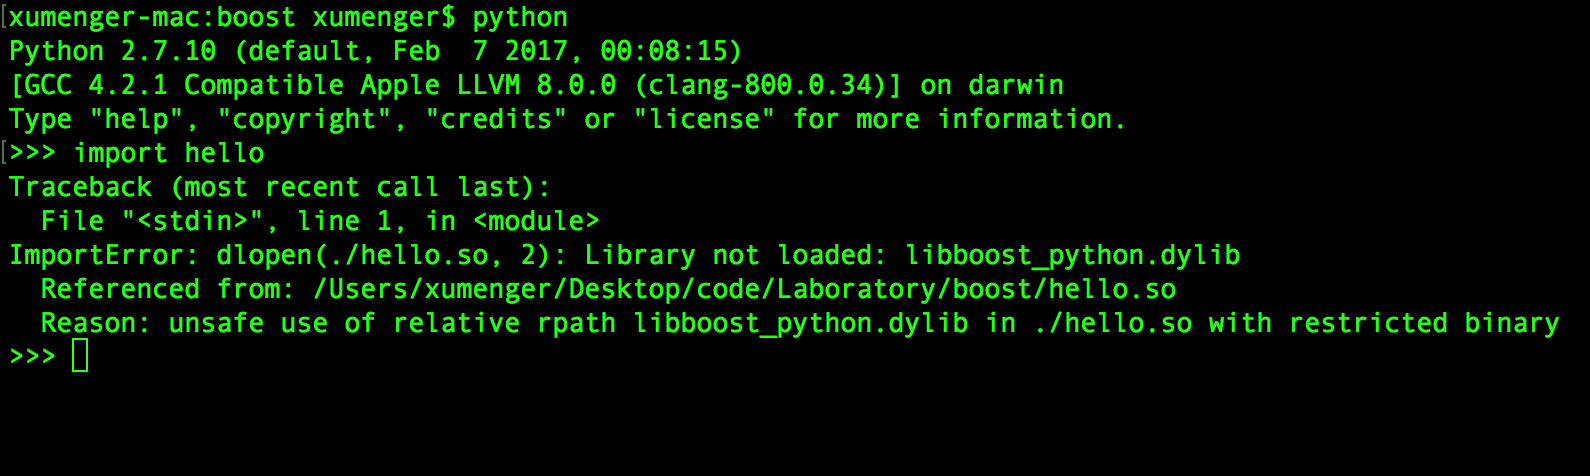 [xumenger-mac:boost xumenger$ python
Python 2.7.10 (default, Feb  7 2017, 00:08:15)
[GCC 4.2.1 Compatible Apple LLVM 8.0.0 (clang-800.0.34)] on darwin
Type "help", "copyright", "credits" or "license" for more information.
[>>> import hello
Traceback (most recent call last):
  File "<stdin>", line 1, in <module>
ImportError: dlopen(./hello.so, 2): Library not loaded: libboost_python.dylib
  Referenced from: /Users/xumenger/Desktop/code/Laboratory/boost/hello.so
  Reason: unsafe use of relative rpath libboost_python.dylib in ./hello.so with restricted binary
>>>